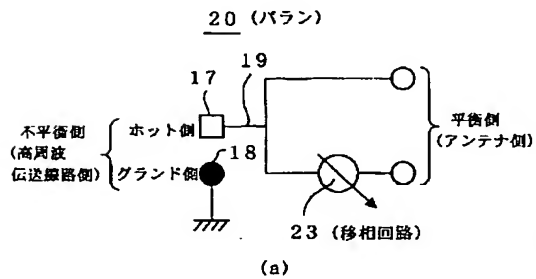 20 (バラン)
17
19
不平衡側
(高周波
伝送線路側)
ホット側
グランド側
18
平衡側
(アンテナ側)
23 (移相回路)
(a)